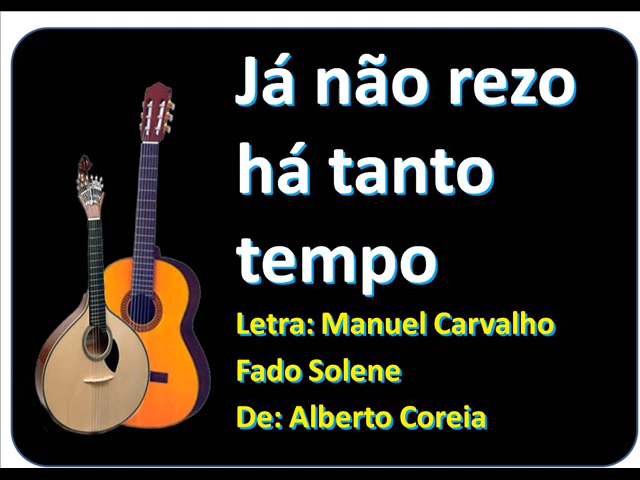 Já não rezo
há tanto
tempo
Letra: Manuel Carvalho
Fado Solene
De: Alberto Coreia